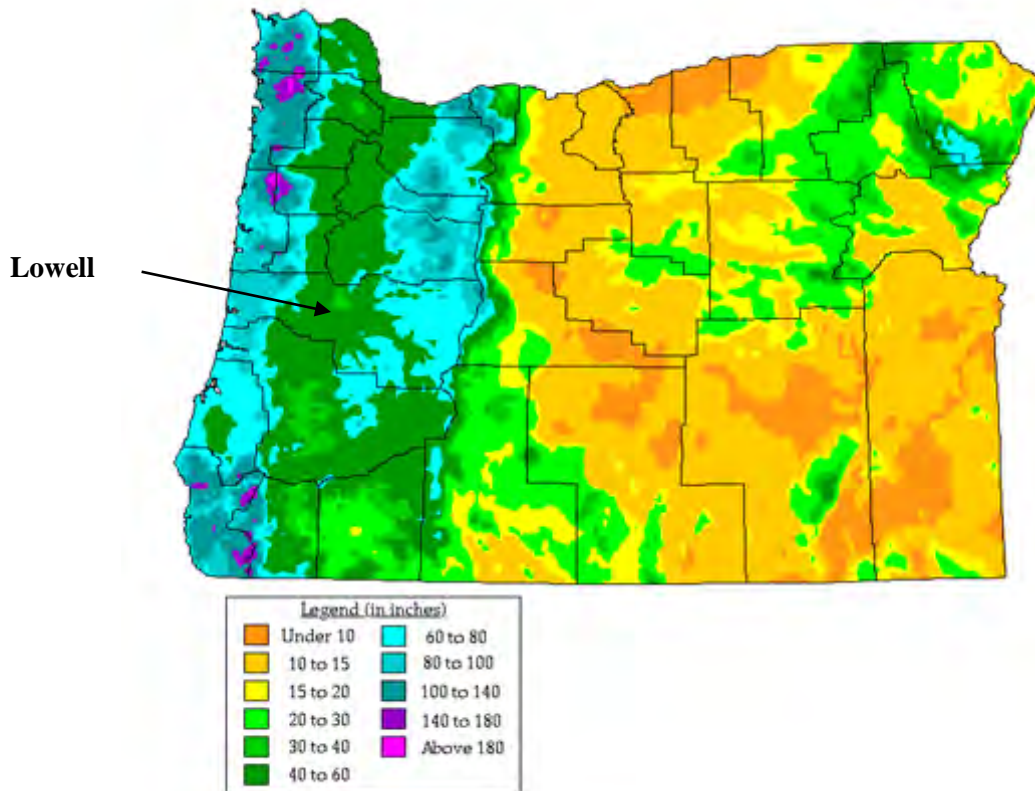 Lowell
Legend (in inches)
Under 10
10 to 15
15 to 20
20 to 30
30 to 40
40 to 60
60 to 80
80 to 100
100 to 140
140 to 180
Above 180